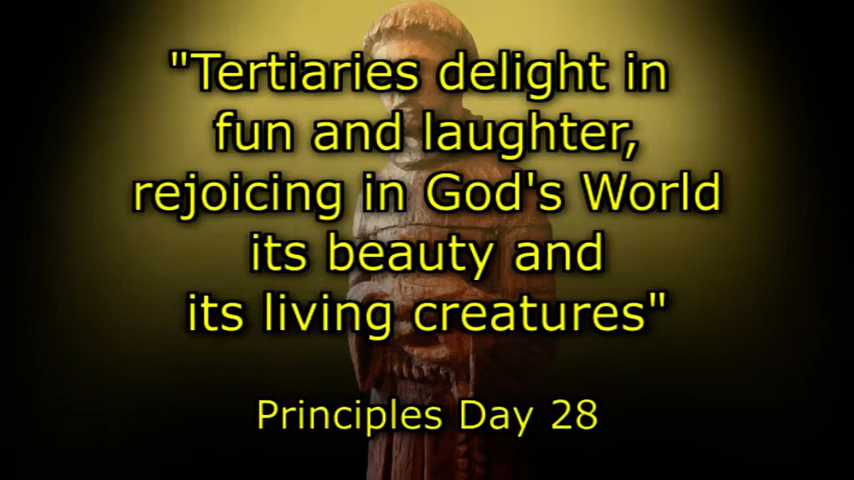 "Tertiaries delight in
fun and laughter,
rejoicing in God's World
its beauty and
its living creatures"
Principles Day 28